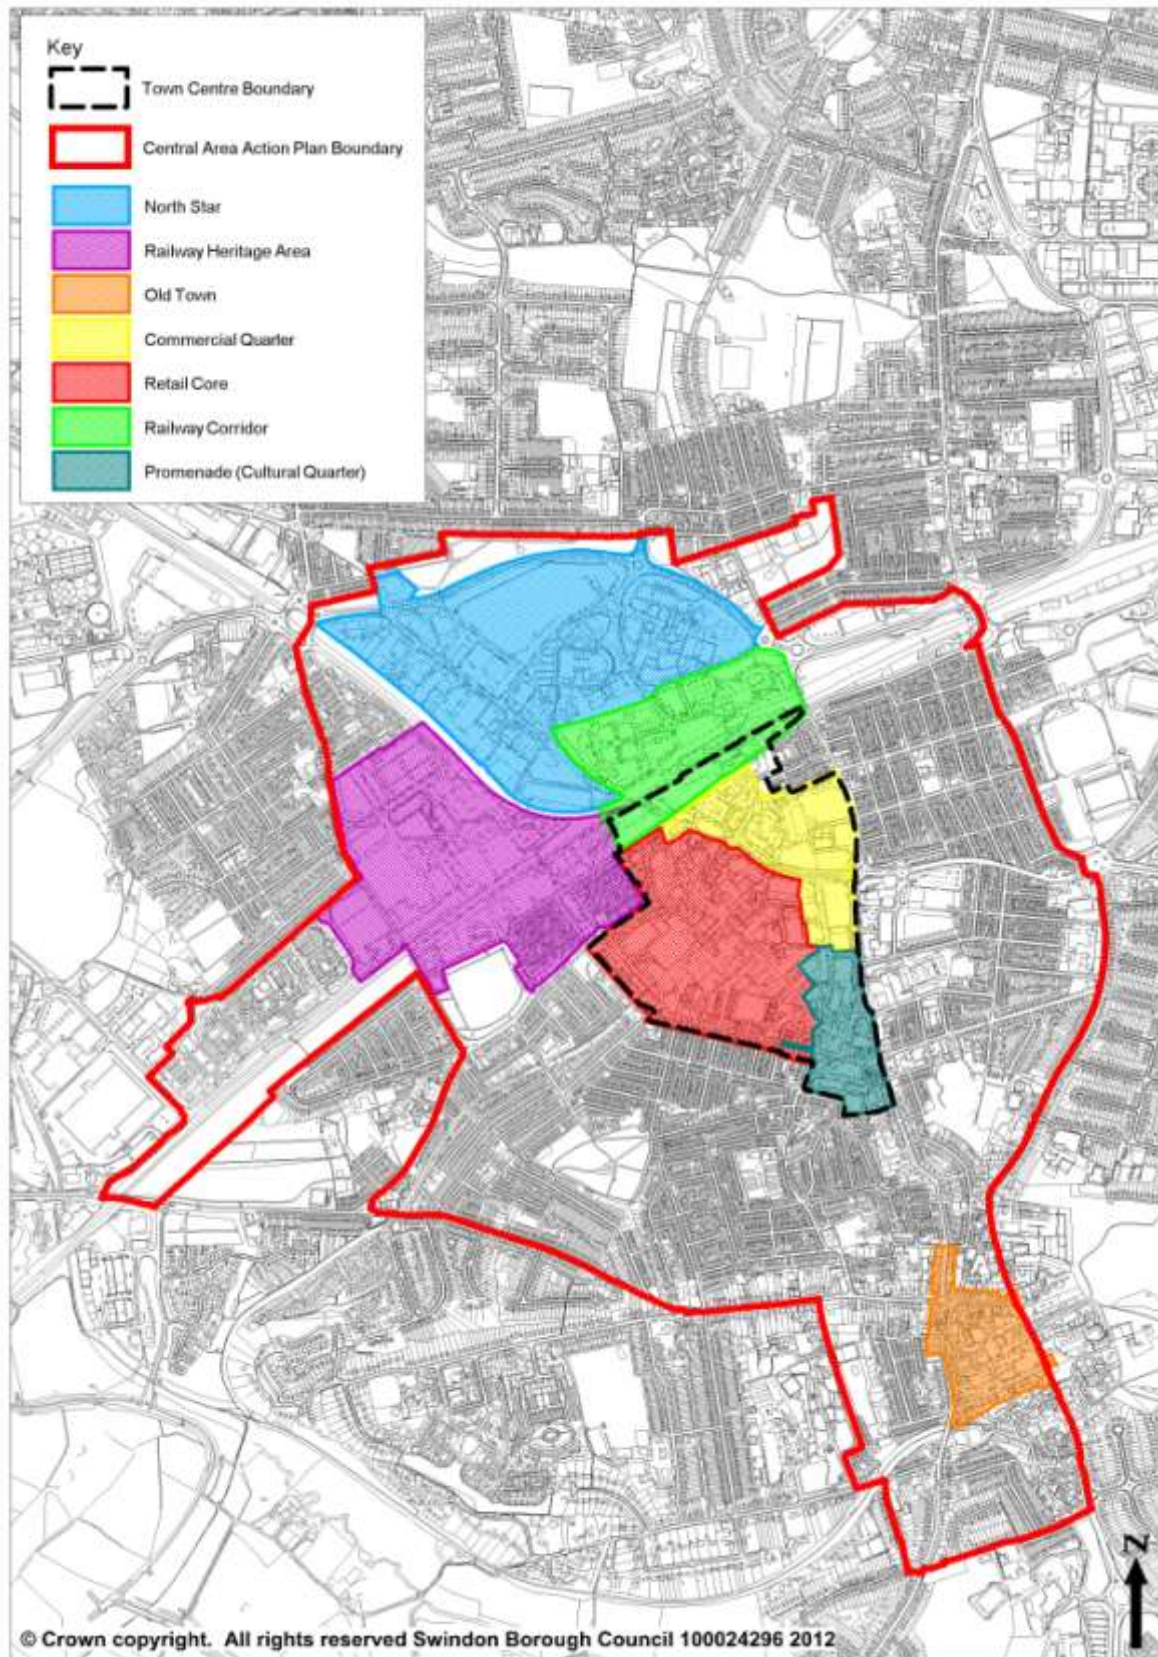 Key
Town Centre Boundary
Central Area Action Plan Boundary
North Star
Railway Heritage Area
Old Town
Commercial Quarter
Retail Core
Railway Corridor
Promenade (Cultural Quarter)
N
© Crown copyright. All rights reserved Swindon Borough Council 100024296 2012